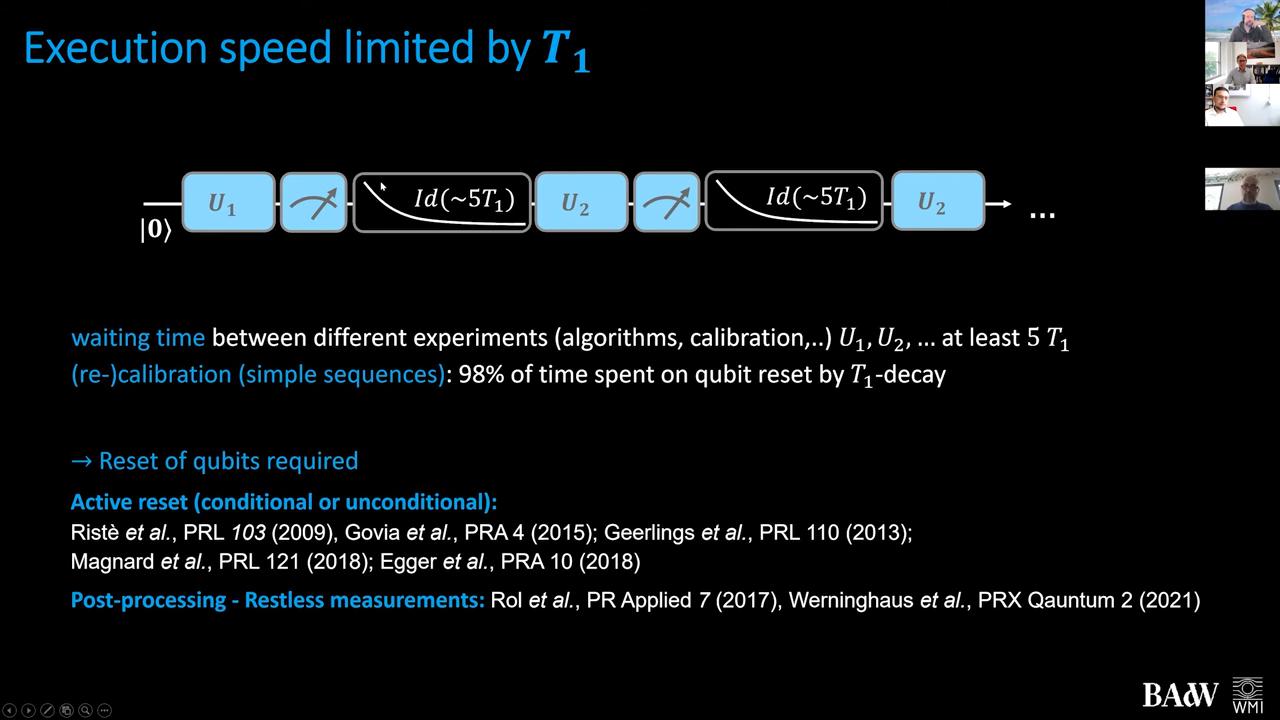 Execution speed limited by T₁
U₁ Id(~5T₁) U₂ Id(~5T₁) U₂ ...
|0⟩
waiting time between different experiments (algorithms, calibration,..) U₁, U₂, ... at least 5 T₁
(re-)calibration (simple sequences): 98% of time spent on qubit reset by T₁-decay
→ Reset of qubits required
Active reset (conditional or unconditional):
Ristè et al., PRL 103 (2009), Govia et al., PRA 4 (2015); Geerlings et al., PRL 110 (2013);
Magnard et al., PRL 121 (2018); Egger et al., PRA 10 (2018)
Post-processing - Restless measurements: Rol et al., PR Applied 7 (2017), Werninghaus et al., PRX Qauntum 2 (2021)
BAdW WMI